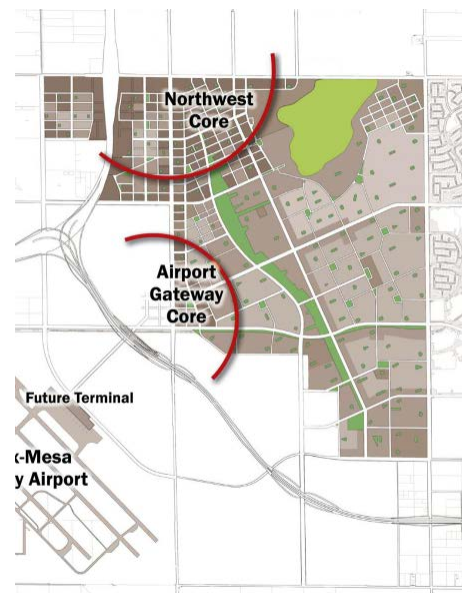 Northwest
Core
Airport
Gateway
Core
Future Terminal
x-Mesa
y Airport